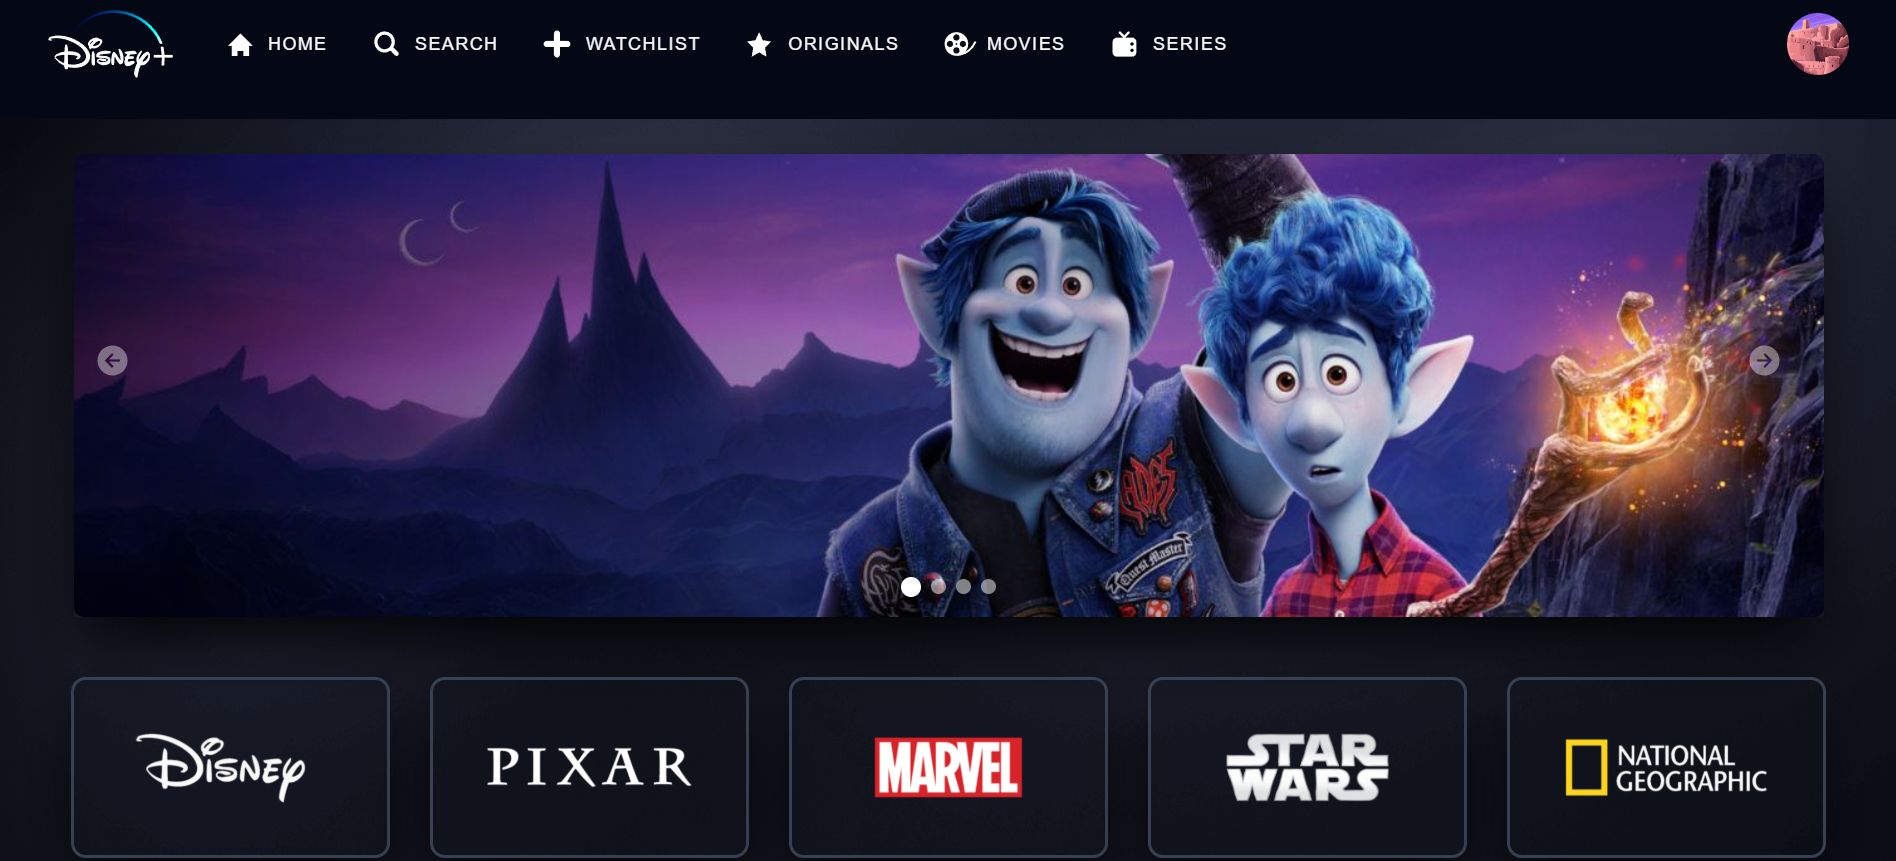 Disney+
HOME
SEARCH
WATCHLIST
ORIGINALS
MOVIES
SERIES
Quest Master
Disney
PIXAR
MARVEL
STAR
WARS
NATIONAL
GEOGRAPHIC